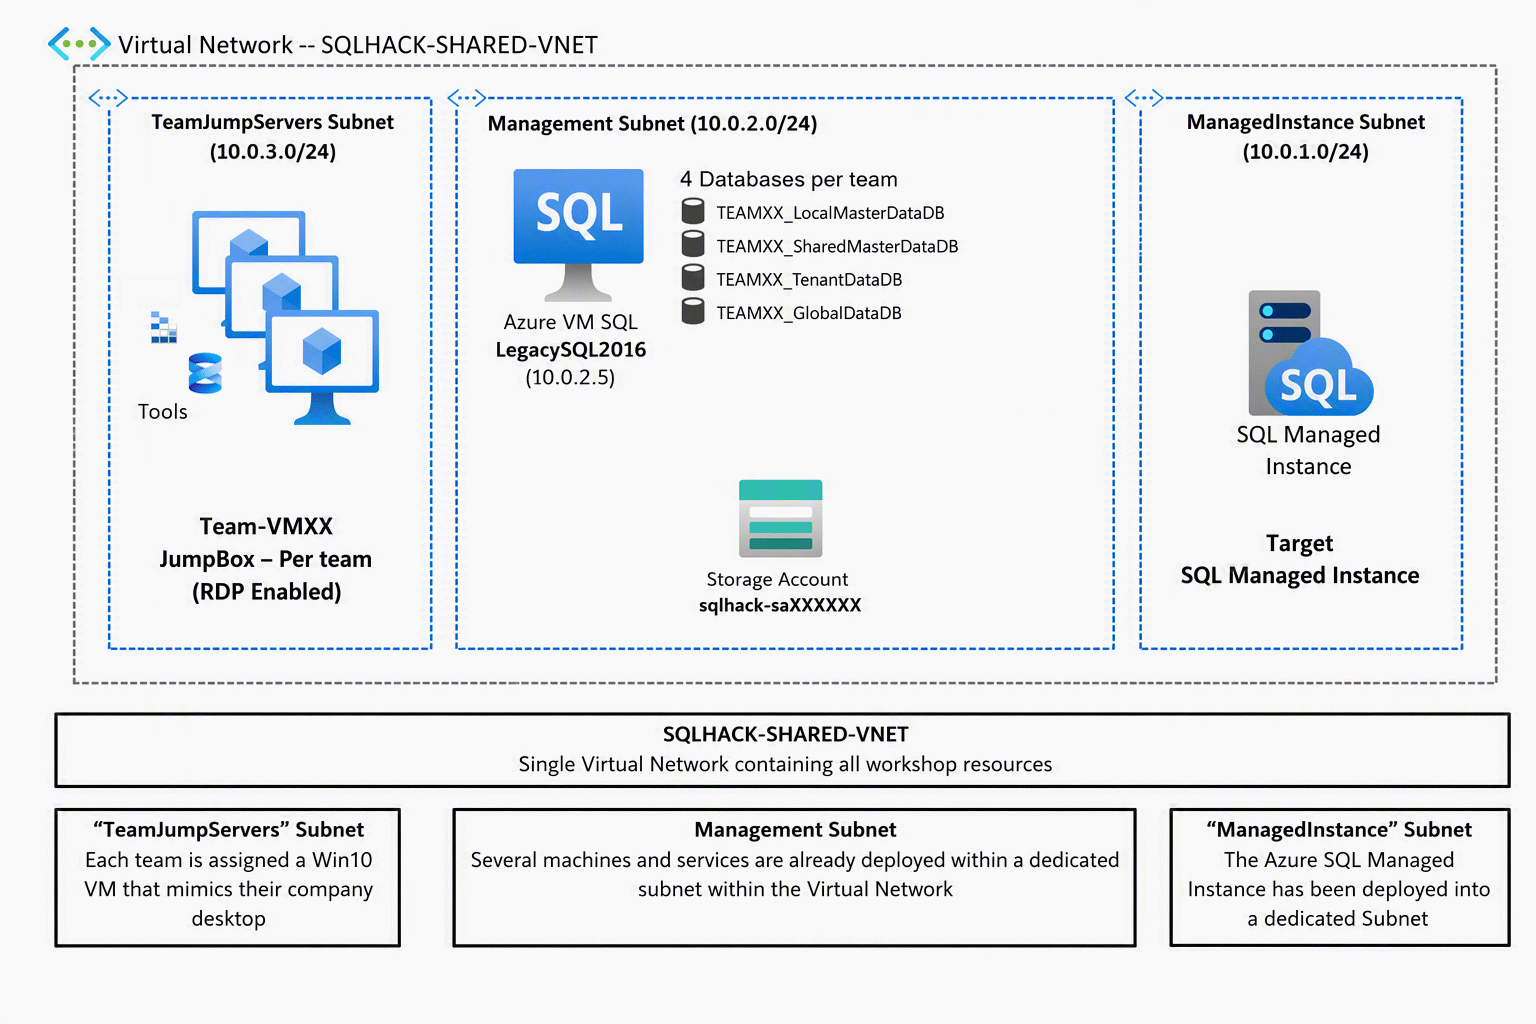 Virtual Network -- SQLHACK-SHARED-VNET
TeamJumpServers Subnet
(10.0.3.0/24)
Tools
Team-VMXX
JumpBox – Per team
(RDP Enabled)
Management Subnet (10.0.2.0/24)
SQL
Azure VM SQL
LegacySQL2016
(10.0.2.5)
4 Databases per team
TEAMXX_LocalMasterDataDB
TEAMXX_SharedMasterDataDB
TEAMXX_TenantDataDB
TEAMXX_GlobalDataDB
Storage Account
sqlhack-saXXXXXX
ManagedInstance Subnet
(10.0.1.0/24)
SQL
SQL Managed
Instance
Target
SQL Managed Instance
SQLHACK-SHARED-VNET
Single Virtual Network containing all workshop resources
“TeamJumpServers” Subnet
Each team is assigned a Win10
VM that mimics their company
desktop
Management Subnet
Several machines and services are already deployed within a dedicated
subnet within the Virtual Network
“ManagedInstance” Subnet
The Azure SQL Managed
Instance has been deployed into
a dedicated Subnet